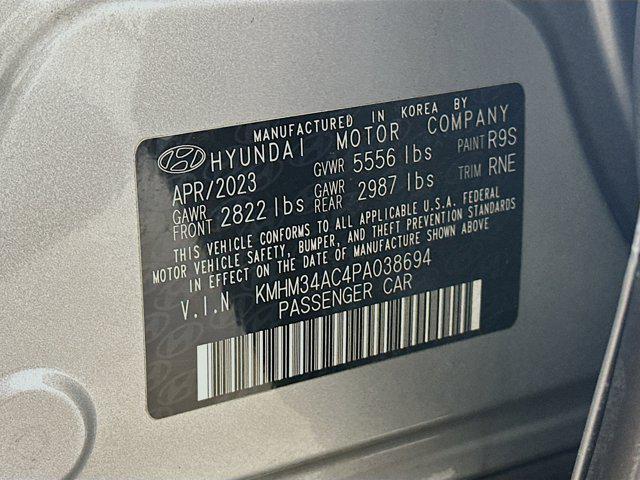 MANUFACTURED IN KOREA BY
HYUNDAI MOTOR COMPANY
APR/2023 GVWR 5556 lbs PAINT R9S
GAWR FRONT 2822 lbs GAWR REAR 2987 lbs TRIM RNE
THIS VEHICLE CONFORMS TO ALL APPLICABLE U.S.A. FEDERAL
MOTOR VEHICLE SAFETY, BUMPER, AND THEFT PREVENTION STANDARDS
IN EFFECT ON THE DATE OF MANUFACTURE SHOWN ABOVE
V.I.N KMHM34AC4PA038694
PASSENGER CAR